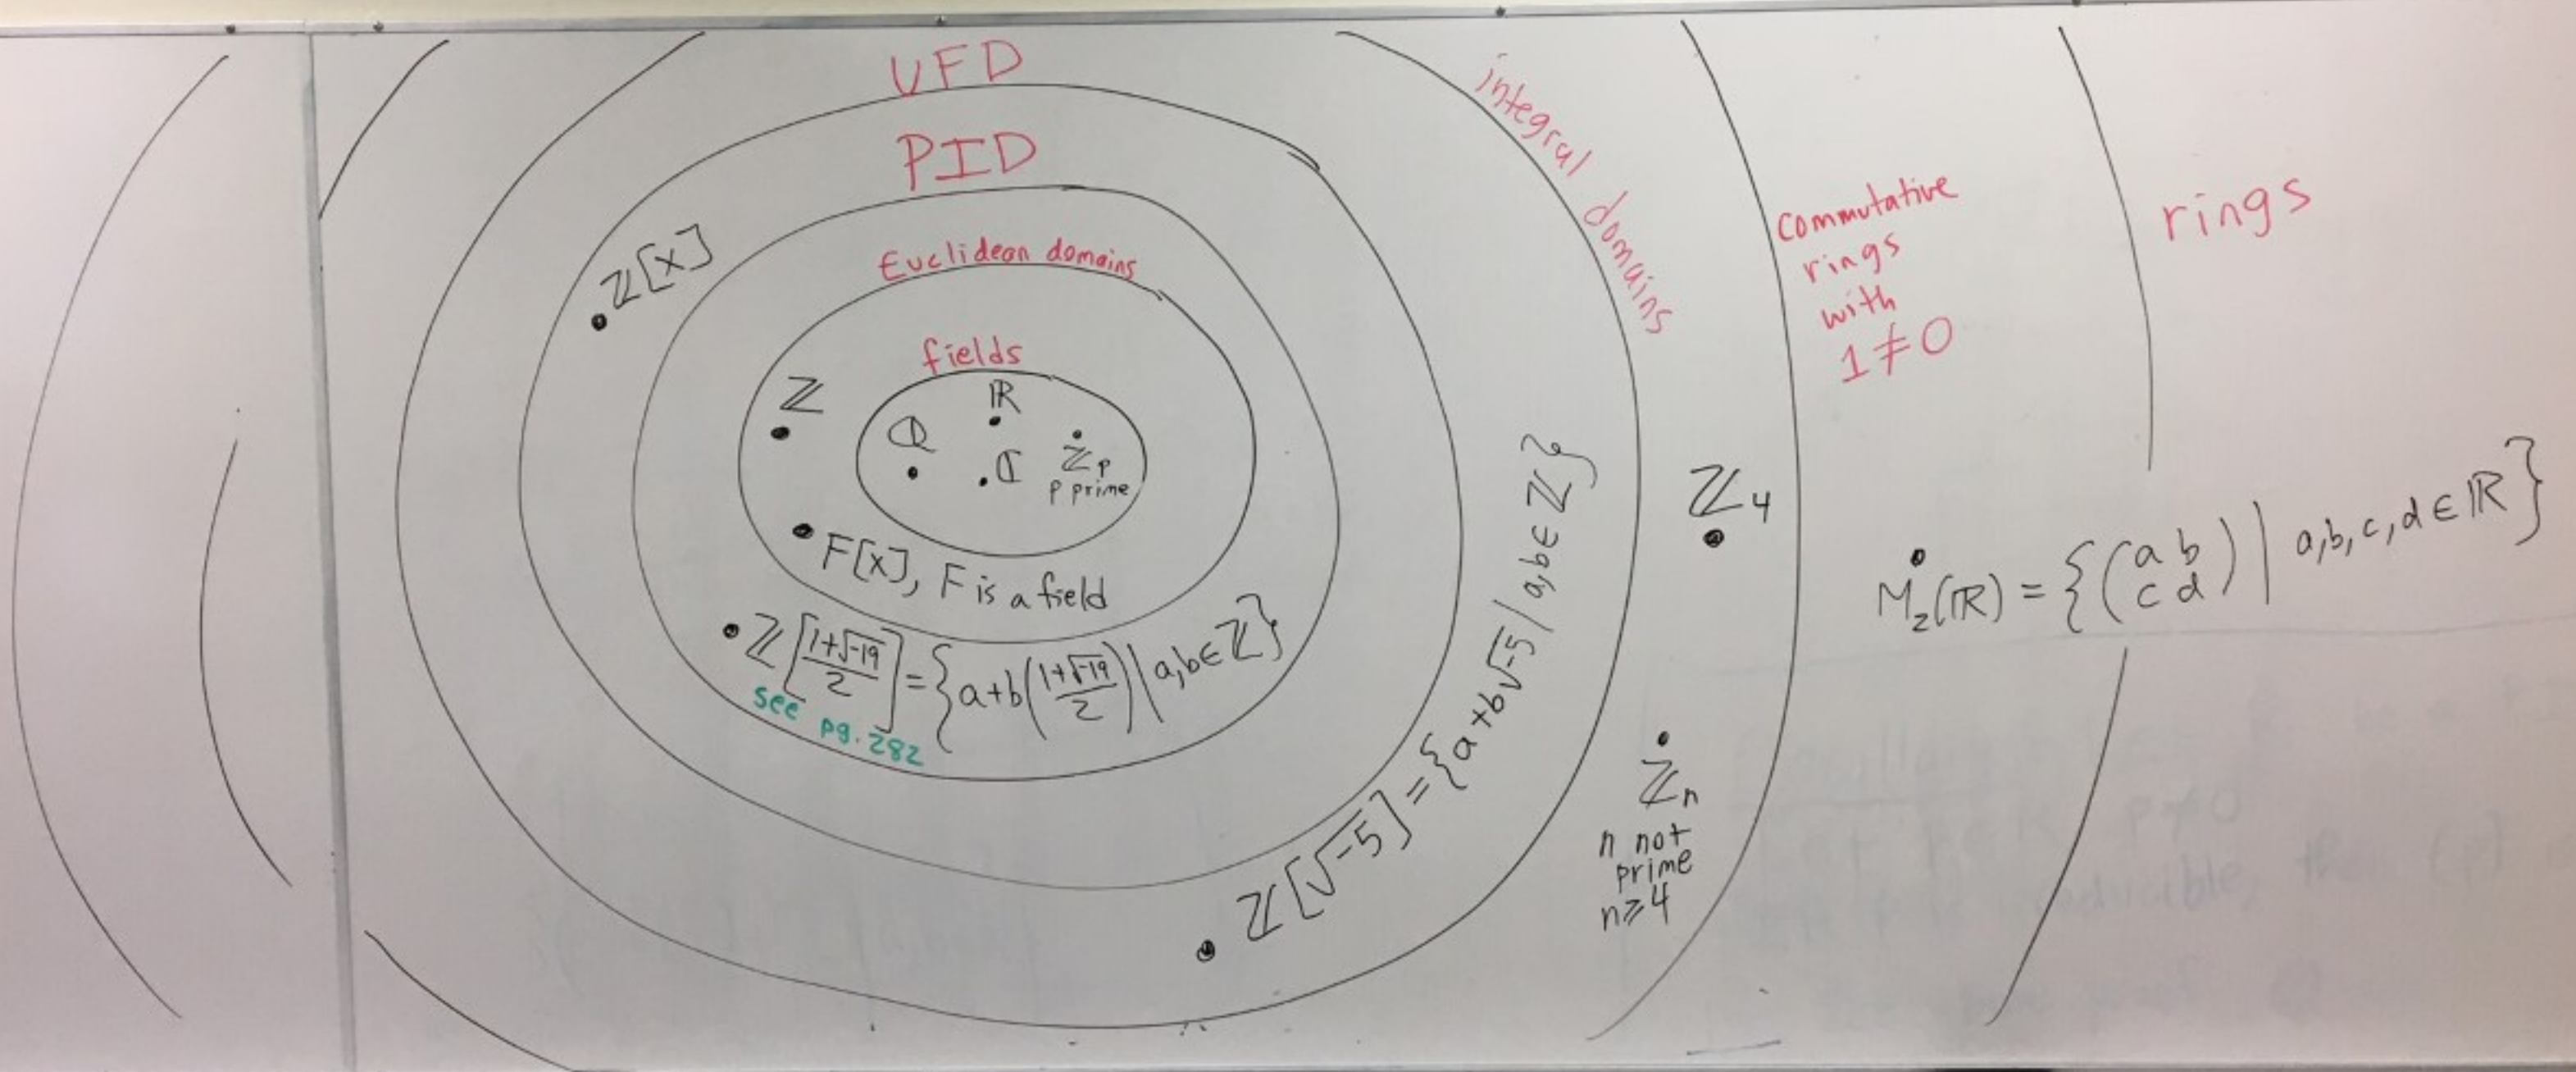 UFD
PID
Euclidean domains
fields
integral domains
commutative
rings
with
1≠0
rings
ℤ[x]
ℤ
ℝ
ℚ
ℂ
ℤp
p prime
F[x], F is a field
ℤ[(1+√-19)/2] = {a+b((1+√-19)/2) | a,b∈ℤ}
see pg. 282
ℤ[√-5] = {a+b√-5 | a,b∈ℤ}
ℤ4
ℤn
n not
prime
n⩾4
M2(ℝ) = {(a b
c d) | a,b,c,d∈ℝ}